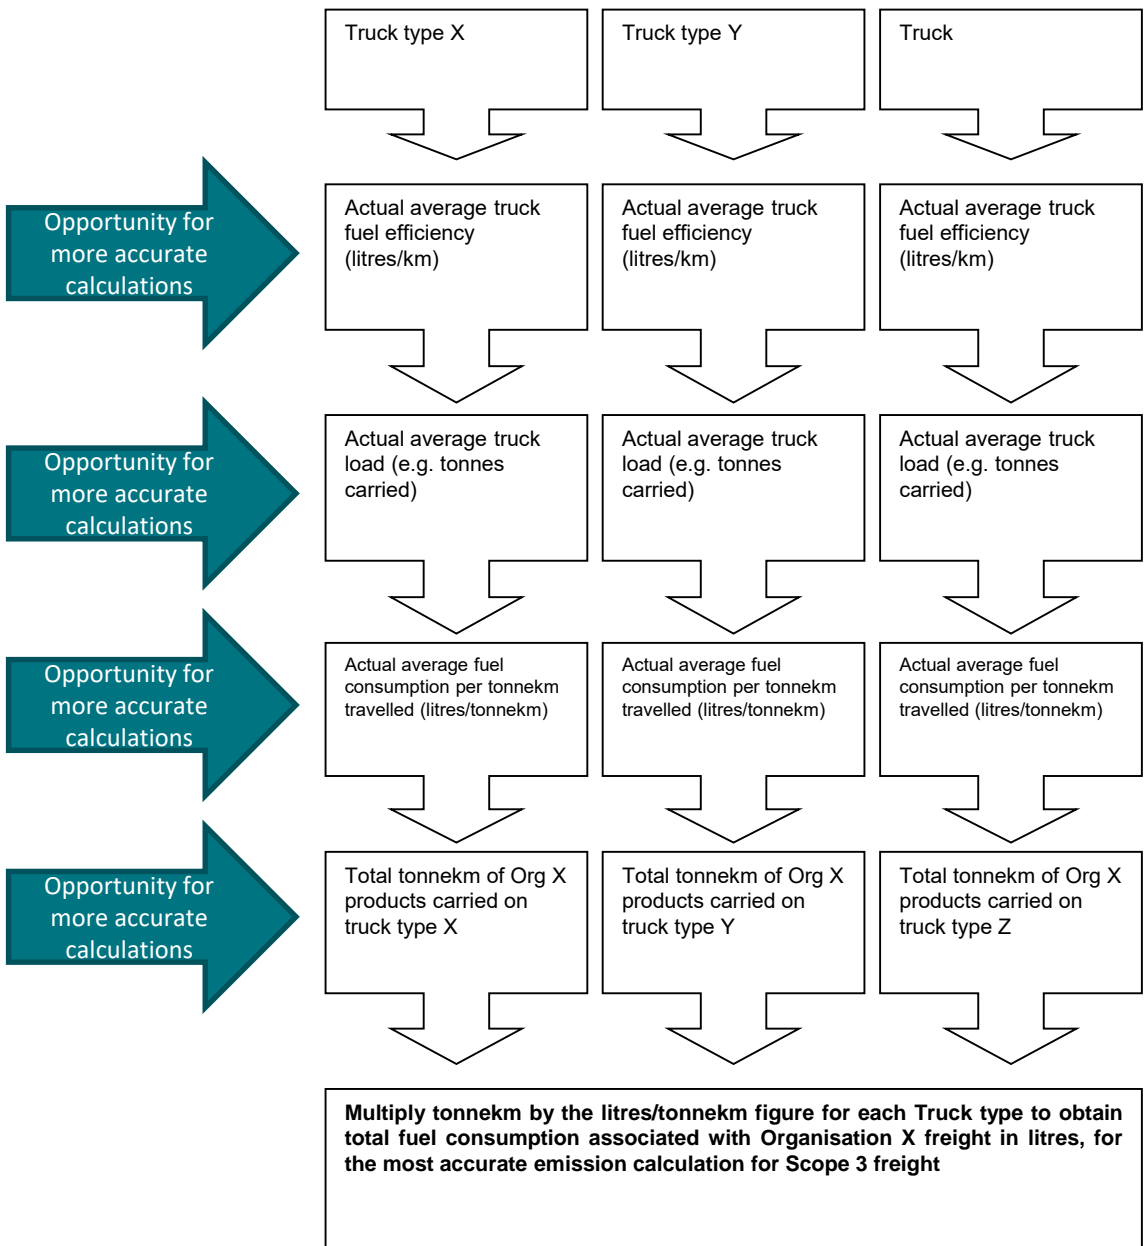 Truck type X
Truck type Y
Truck
Opportunity for
more accurate
calculations
Actual average truck
fuel efficiency
(litres/km)
Actual average truck
fuel efficiency
(litres/km)
Actual average truck
fuel efficiency
(litres/km)
Opportunity for
more accurate
calculations
Actual average truck
load (e.g. tonnes
carried)
Actual average truck
load (e.g. tonnes
carried)
Actual average truck
load (e.g. tonnes
carried)
Opportunity for
more accurate
calculations
Actual average fuel
consumption per tonnekm
travelled (litres/tonnekm)
Actual average fuel
consumption per tonnekm
travelled (litres/tonnekm)
Actual average fuel
consumption per tonnekm
travelled (litres/tonnekm)
Opportunity for
more accurate
calculations
Total tonnekm of Org X
products carried on
truck type X
Total tonnekm of Org X
products carried on
truck type Y
Total tonnekm of Org X
products carried on
truck type Z
Multiply tonnekm by the litres/tonnekm figure for each Truck type to obtain
total fuel consumption associated with Organisation X freight in litres, for
the most accurate emission calculation for Scope 3 freight